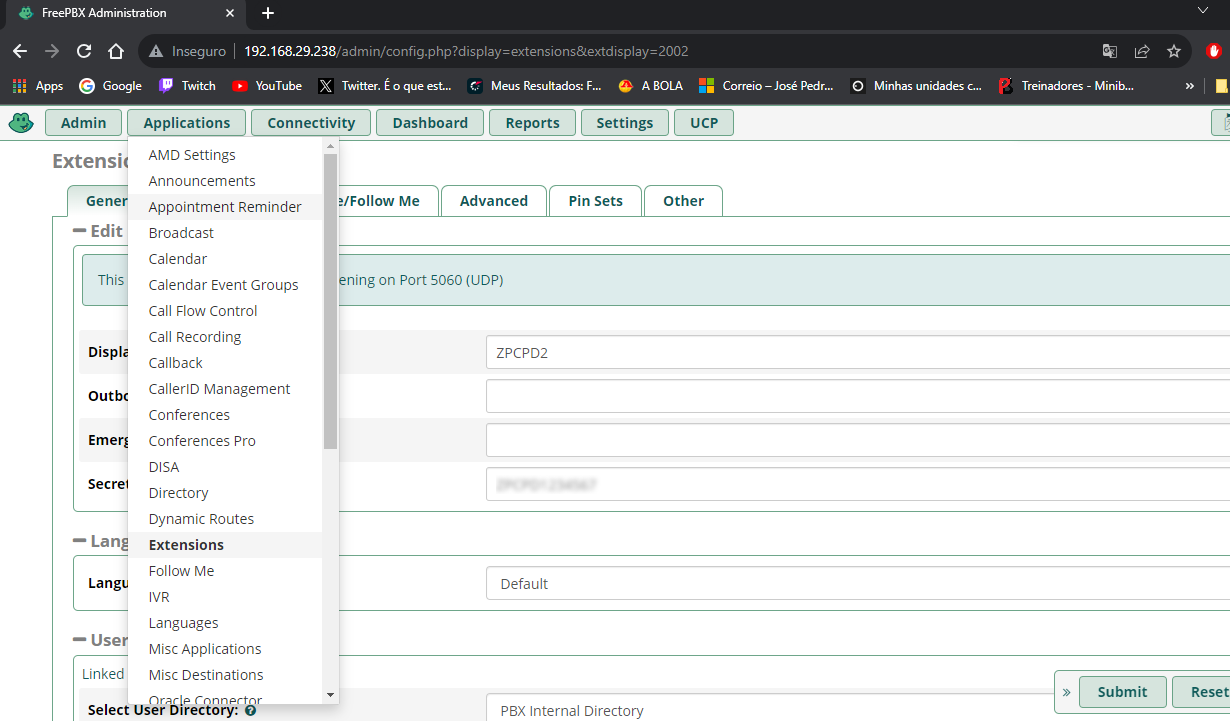 FreePBX Administration
Inseguro 192.168.29.238/admin/config.php?display=extensions&extdisplay=2002
Apps Google Twitch YouTube Twitter. É o que est... Meus Resultados: F... A BOLA Correio – José Pedr... Minhas unidades c... Treinadores - Minib... »
Admin Applications Connectivity Dashboard Reports Settings UCP
Extensio
Gener e/Follow Me Advanced Pin Sets Other
Edit
This ening on Port 5060 (UDP)
Displa ZPCPD2
Outbo
Emerg
Secret
Lang
Langu Default
User
Linked
Select User Directory: PBX Internal Directory
AMD Settings
Announcements
Appointment Reminder
Broadcast
Calendar
Calendar Event Groups
Call Flow Control
Call Recording
Callback
CallerID Management
Conferences
Conferences Pro
DISA
Directory
Dynamic Routes
Extensions
Follow Me
IVR
Languages
Misc Applications
Misc Destinations
Oracle Connector
» Submit Reset